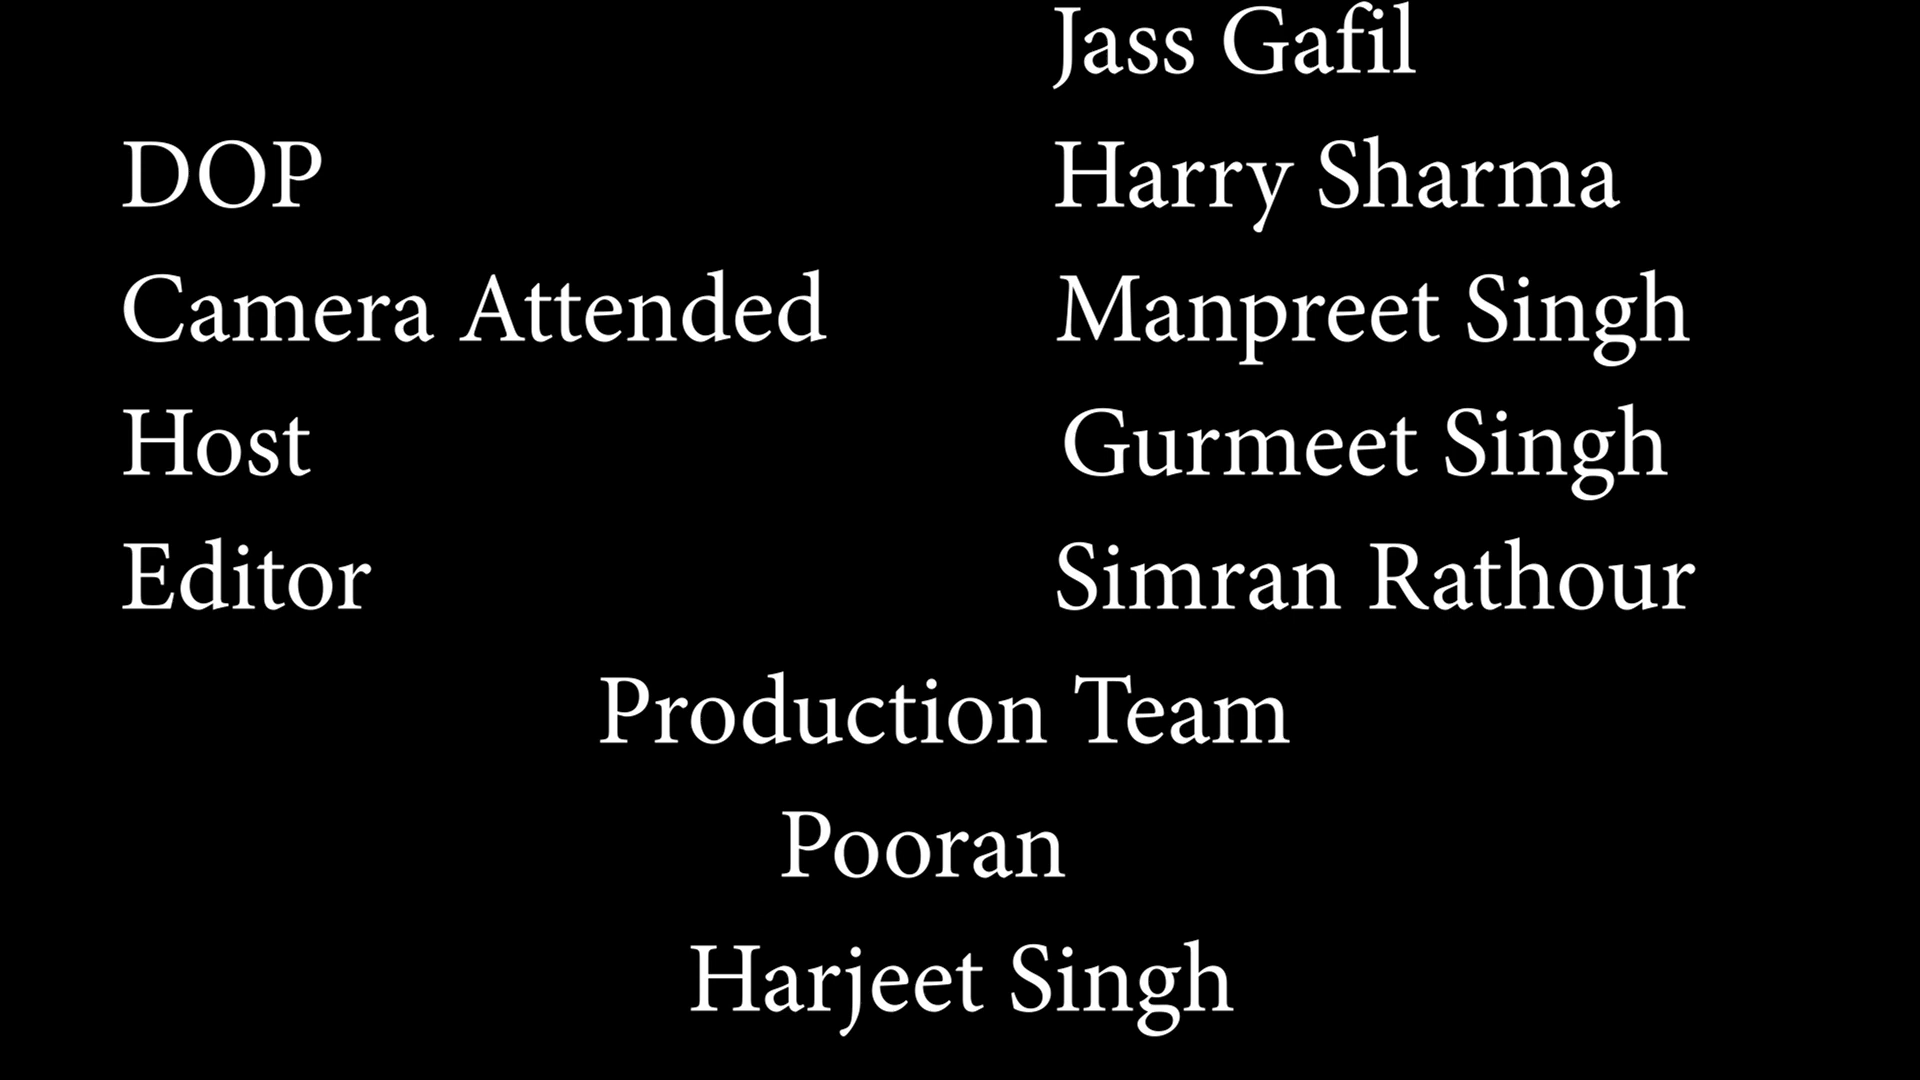 Jass Gafil
DOP Harry Sharma
Camera Attended Manpreet Singh
Host Gurmeet Singh
Editor Simran Rathour
Production Team
Pooran
Harjeet Singh